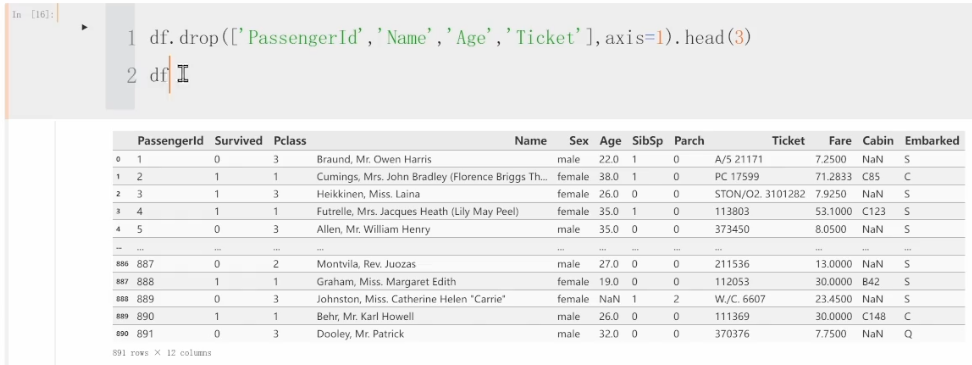 In [16]:
1 df.drop(['PassengerId','Name','Age','Ticket'],axis=1).head(3)
2 df
PassengerId Survived Pclass Name Sex Age SibSp Parch Ticket Fare Cabin Embarked
0 1 0 3 Braund, Mr. Owen Harris male 22.0 1 0 A/5 21171 7.2500 NaN S
1 2 1 1 Cumings, Mrs. John Bradley (Florence Briggs Th... female 38.0 1 0 PC 17599 71.2833 C85 C
2 3 1 3 Heikkinen, Miss. Laina female 26.0 0 0 STON/O2. 3101282 7.9250 NaN S
3 4 1 1 Futrelle, Mrs. Jacques Heath (Lily May Peel) female 35.0 1 0 113803 53.1000 C123 S
4 5 0 3 Allen, Mr. William Henry male 35.0 0 0 373450 8.0500 NaN S
... ... ... ... ... ... ... ... ... ... ... ... ...
886 887 0 2 Montvila, Rev. Juozas male 27.0 0 0 211536 13.0000 NaN S
887 888 1 1 Graham, Miss. Margaret Edith female 19.0 0 0 112053 30.0000 B42 S
888 889 0 3 Johnston, Miss. Catherine Helen "Carrie" female NaN 1 2 W./C. 6607 23.4500 NaN S
889 890 1 1 Behr, Mr. Karl Howell male 26.0 0 0 111369 30.0000 C148 C
890 891 0 3 Dooley, Mr. Patrick male 32.0 0 0 370376 7.7500 NaN Q
891 rows × 12 columns